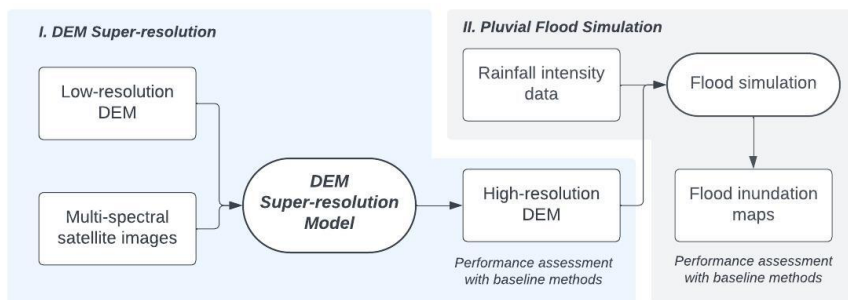 I. DEM Super-resolution
Low-resolution
DEM
Multi-spectral
satellite images
DEM
Super-resolution
Model
High-resolution
DEM
Performance assessment
with baseline methods
II. Pluvial Flood Simulation
Rainfall intensity
data
Flood simulation
Flood inundation
maps
Performance assessment
with baseline methods